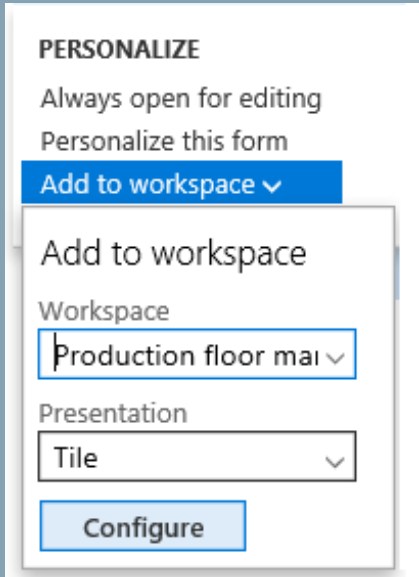 PERSONALIZE
Always open for editing
Personalize this form
Add to workspace
Add to workspace
Workspace
Production floor mai
Presentation
Tile
Configure